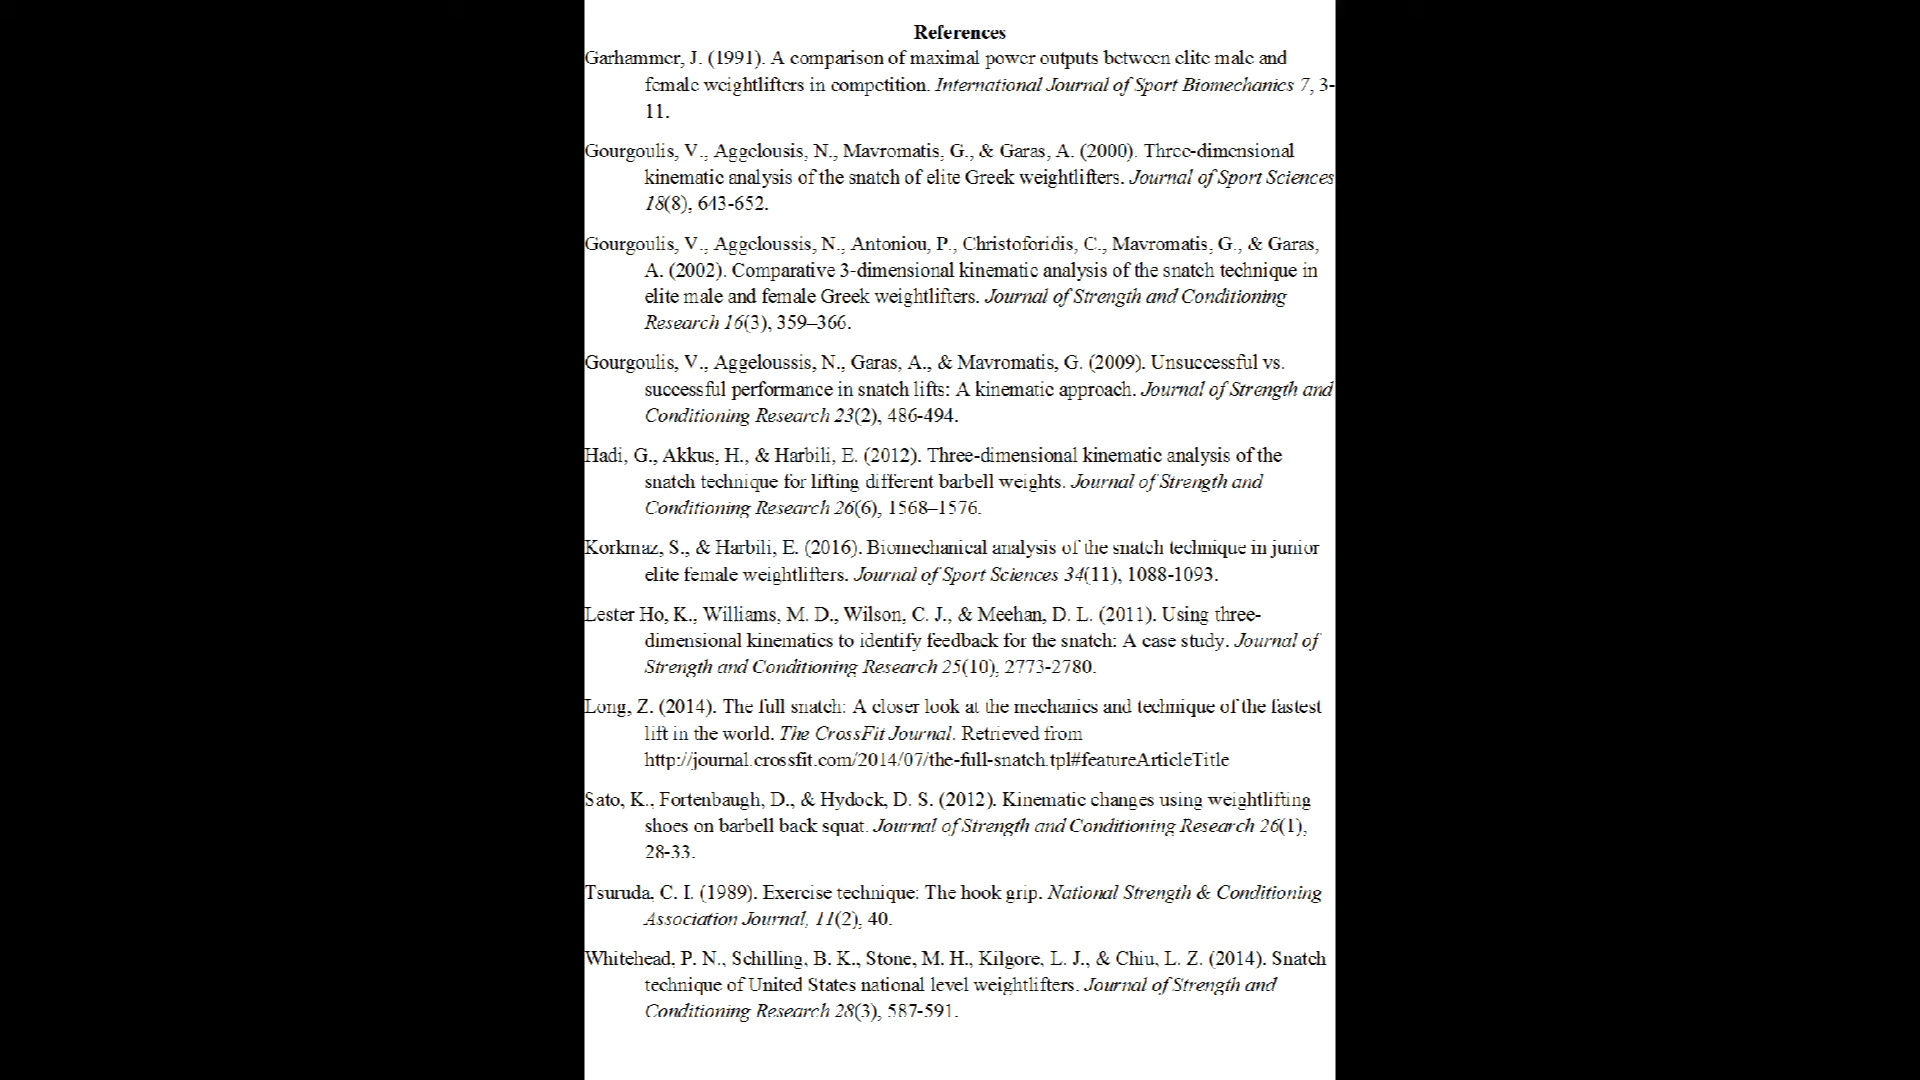 References
Garhammer, J. (1991). A comparison of maximal power outputs between elite male and
female weightlifters in competition. International Journal of Sport Biomechanics 7, 3-
11.
Gourgoulis, V., Aggelousis, N., Mavromatis, G., & Garas, A. (2000). Three-dimensional
kinematic analysis of the snatch of elite Greek weightlifters. Journal of Sport Sciences
18(8), 643-652.
Gourgoulis, V., Aggeloussis, N., Antoniou, P., Christoforidis, C., Mavromatis, G., & Garas,
A. (2002). Comparative 3-dimensional kinematic analysis of the snatch technique in
elite male and female Greek weightlifters. Journal of Strength and Conditioning
Research 16(3), 359–366.
Gourgoulis, V., Aggeloussis, N., Garas, A., & Mavromatis, G. (2009). Unsuccessful vs.
successful performance in snatch lifts: A kinematic approach. Journal of Strength and
Conditioning Research 23(2), 486-494.
Hadi, G., Akkus, H., & Harbili, E. (2012). Three-dimensional kinematic analysis of the
snatch technique for lifting different barbell weights. Journal of Strength and
Conditioning Research 26(6), 1568–1576.
Korkmaz, S., & Harbili, E. (2016). Biomechanical analysis of the snatch technique in junior
elite female weightlifters. Journal of Sport Sciences 34(11), 1088-1093.
Lester Ho, K., Williams, M. D., Wilson, C. J., & Meehan, D. L. (2011). Using three-
dimensional kinematics to identify feedback for the snatch: A case study. Journal of
Strength and Conditioning Research 25(10), 2773-2780.
Long, Z. (2014). The full snatch: A closer look at the mechanics and technique of the fastest
lift in the world. The CrossFit Journal. Retrieved from
http://journal.crossfit.com/2014/07/the-full-snatch.tpl#featureArticleTitle
Sato, K., Fortenbaugh, D., & Hydock, D. S. (2012). Kinematic changes using weightlifting
shoes on barbell back squat. Journal of Strength and Conditioning Research 26(1),
28-33.
Tsuruda, C. I. (1989). Exercise technique: The hook grip. National Strength & Conditioning
Association Journal, 11(2), 40.
Whitehead, P. N., Schilling, B. K., Stone, M. H., Kilgore, L. J., & Chiu, L. Z. (2014). Snatch
technique of United States national level weightlifters. Journal of Strength and
Conditioning Research 28(3), 587-591.